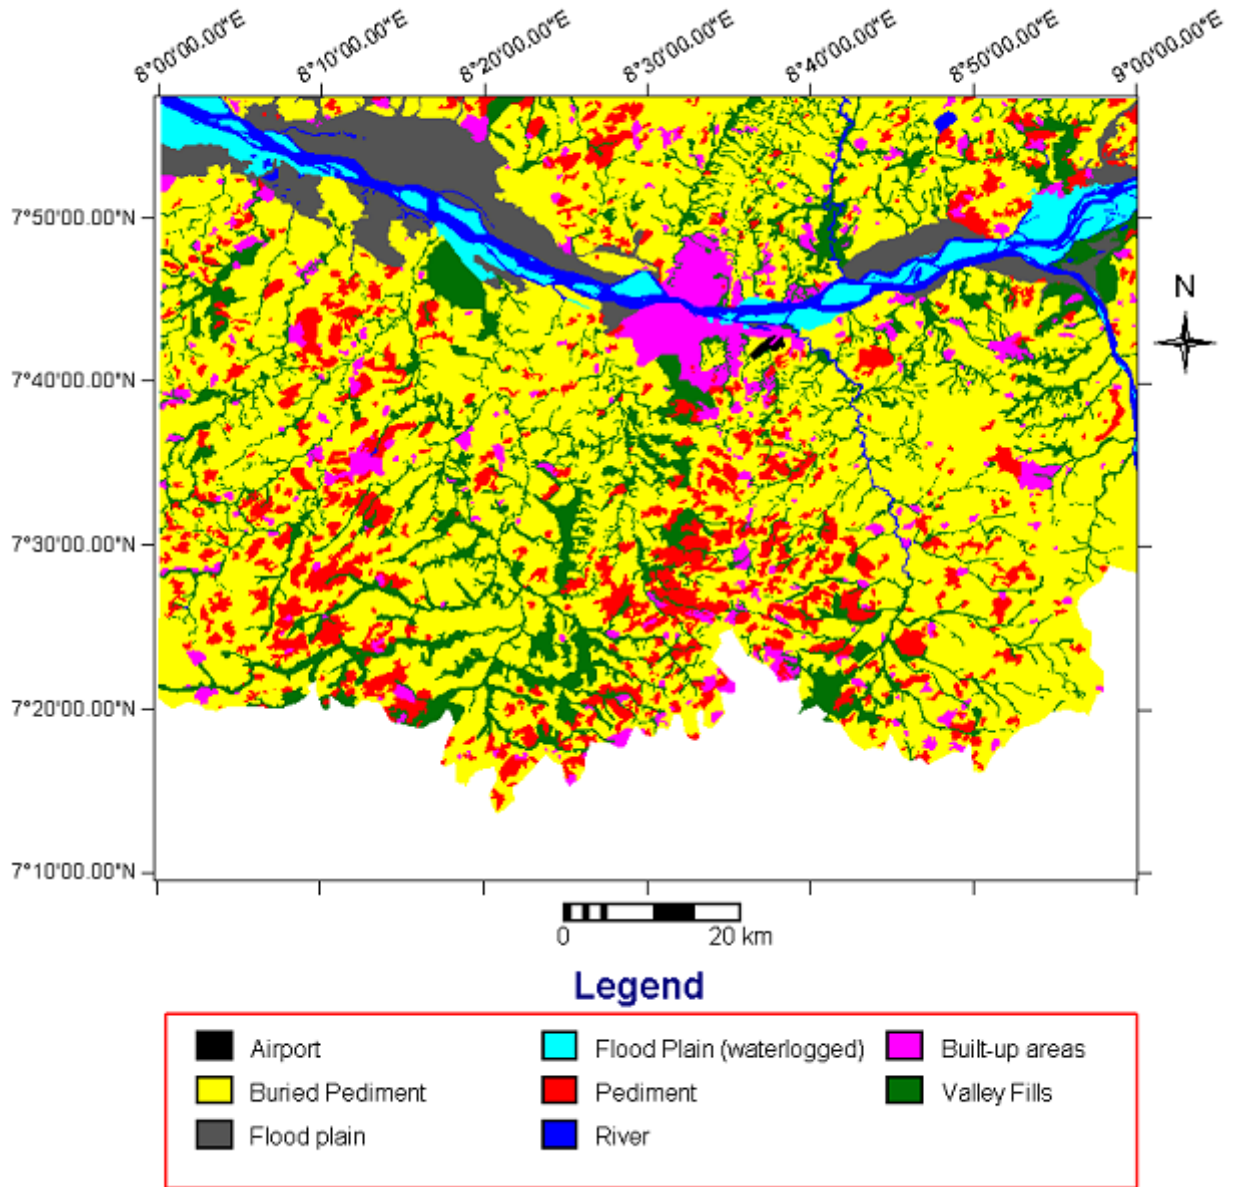 8°00'00.00"E 8°10'00.00"E 8°20'00.00"E 8°30'00.00"E 8°40'00.00"E 8°50'00.00"E 9°00'00.00"E
7°50'00.00"N
N
7°40'00.00"N
7°30'00.00"N
7°20'00.00"N
7°10'00.00"N
0 20 km
Legend
Airport Flood Plain (waterlogged) Built-up areas
Buried Pediment Pediment Valley Fills
Flood plain River